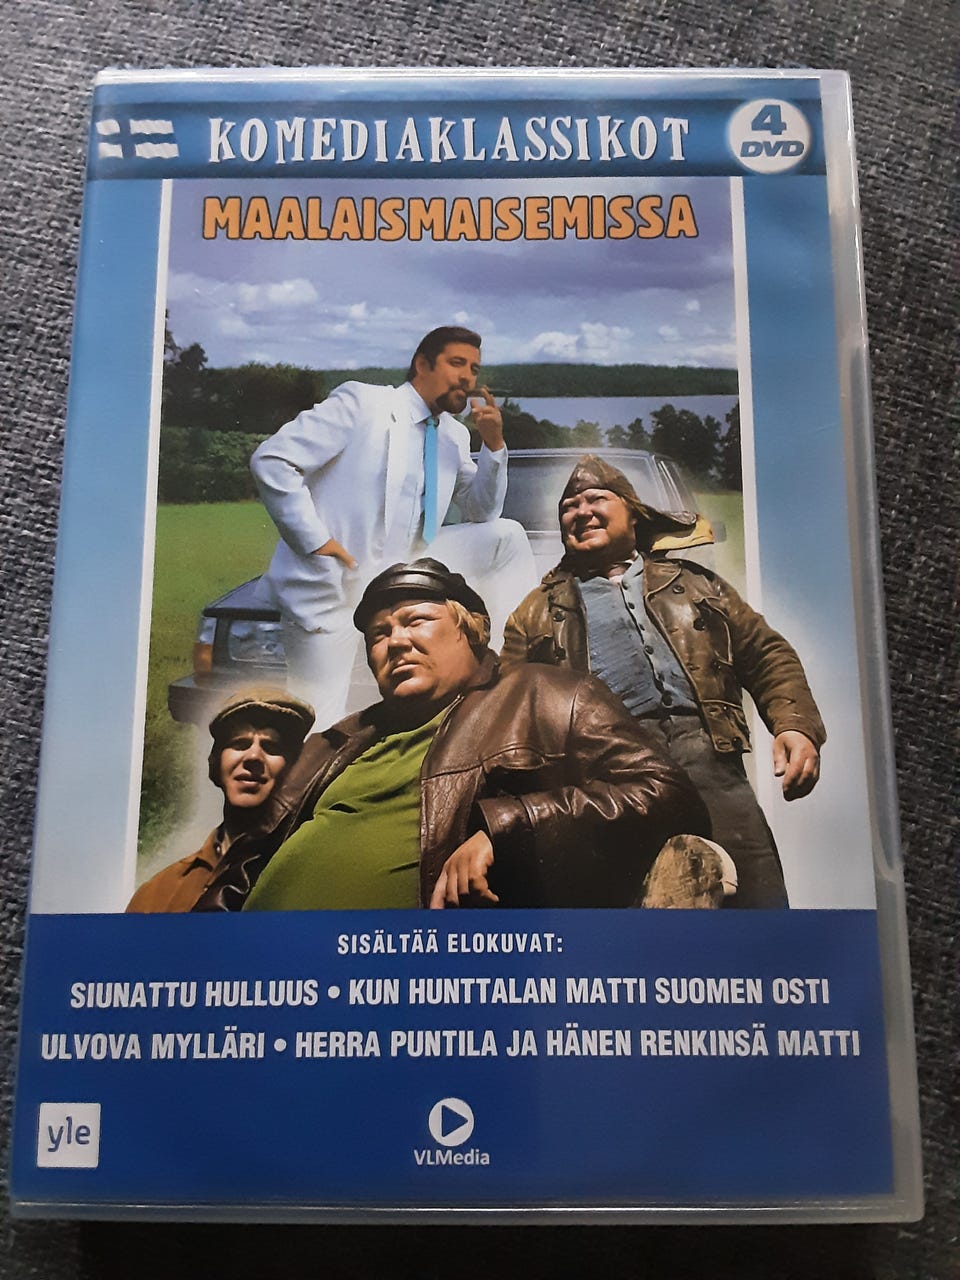 KOMEDIAKLASSIKOT
4
DVD
MAALAISMAISEMISSA
SISÄLTÄÄ ELOKUVAT:
SIUNATTU HULLUUS • KUN HUNTTALAN MATTI SUOMEN OSTI
ULVOVA MYLLÄRI • HERRA PUNTILA JA HÄNEN RENKINSÄ MATTI
yle
VLMedia